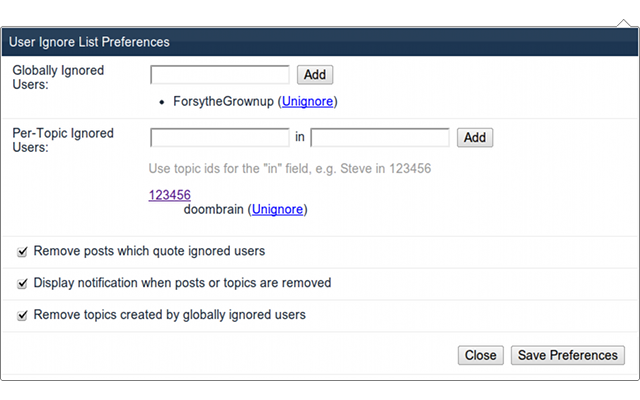 User Ignore List Preferences
Globally Ignored
Users:
Add
• ForsytheGrownup (Unignore)
Per-Topic Ignored
Users:
in
Add
Use topic ids for the "in" field, e.g. Steve in 123456
123456
doombrain (Unignore)
Remove posts which quote ignored users
Display notification when posts or topics are removed
Remove topics created by globally ignored users
Close Save Preferences